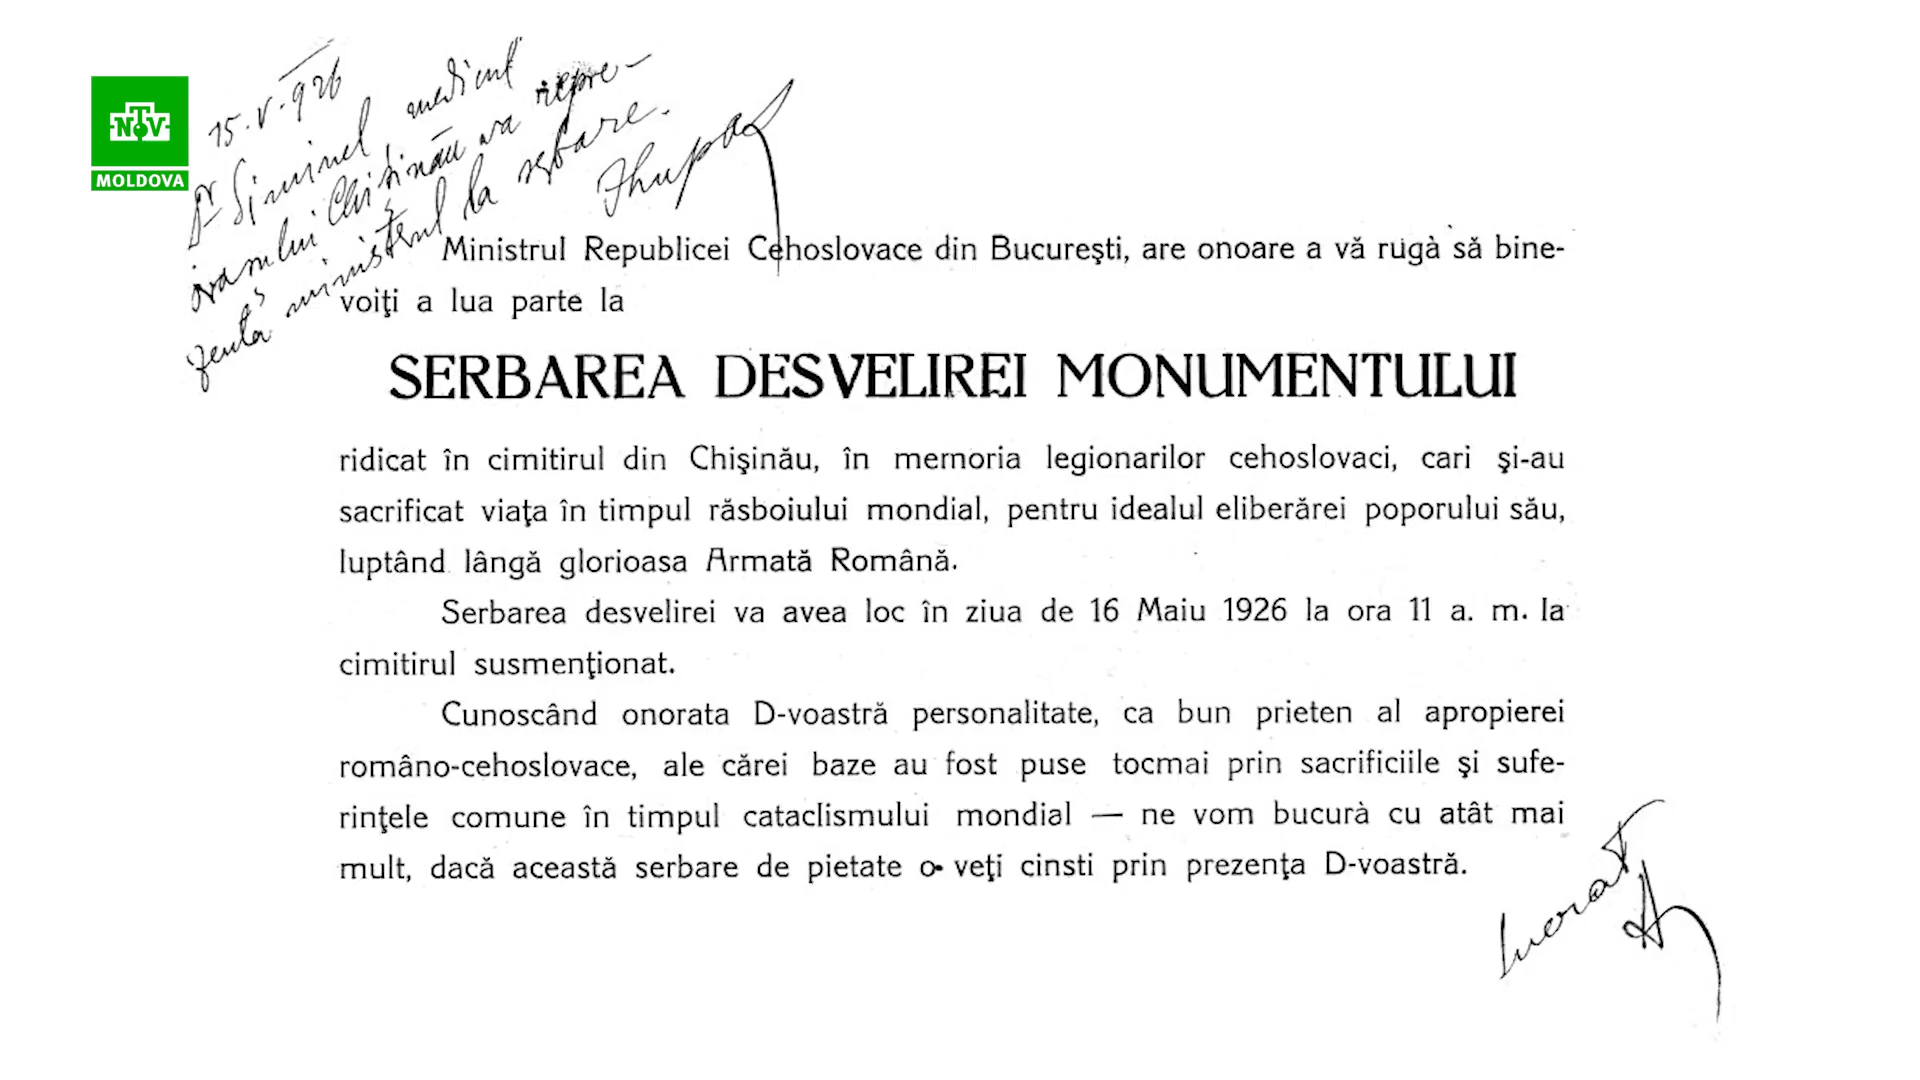 NTV
MOLDOVA
15.V.926
Dr Siminel, medicul
orașului Chișinău va repre-
zenta ministerul la serbare.
Ministrul Republicei Cehoslovace din Bucureşti, are onoare a vă rugà să bine-
voiţi a lua parte la
SERBAREA DESVELIREI MONUMENTULUI
ridicat în cimitirul din Chişinău, în memoria legionarilor cehoslovaci, cari şi-au
sacrificat viaţa în timpul răsboiului mondial, pentru idealul eliberărei poporului său,
luptând lângă glorioasa Armată Română.
Serbarea desvelirei va avea loc în ziua de 16 Maiu 1926 la ora 11 a. m. la
cimitirul susmenţionat.
Cunoscând onorata D-voastră personalitate, ca bun prieten al apropierei
româno-cehoslovace, ale cărei baze au fost puse tocmai prin sacrificiile şi sufe-
rinţele comune în timpul cataclismului mondial — ne vom bucurà cu atât mai
mult, dacă această serbare de pietate o veţi cinsti prin prezenţa D-voastră.
Lucrat